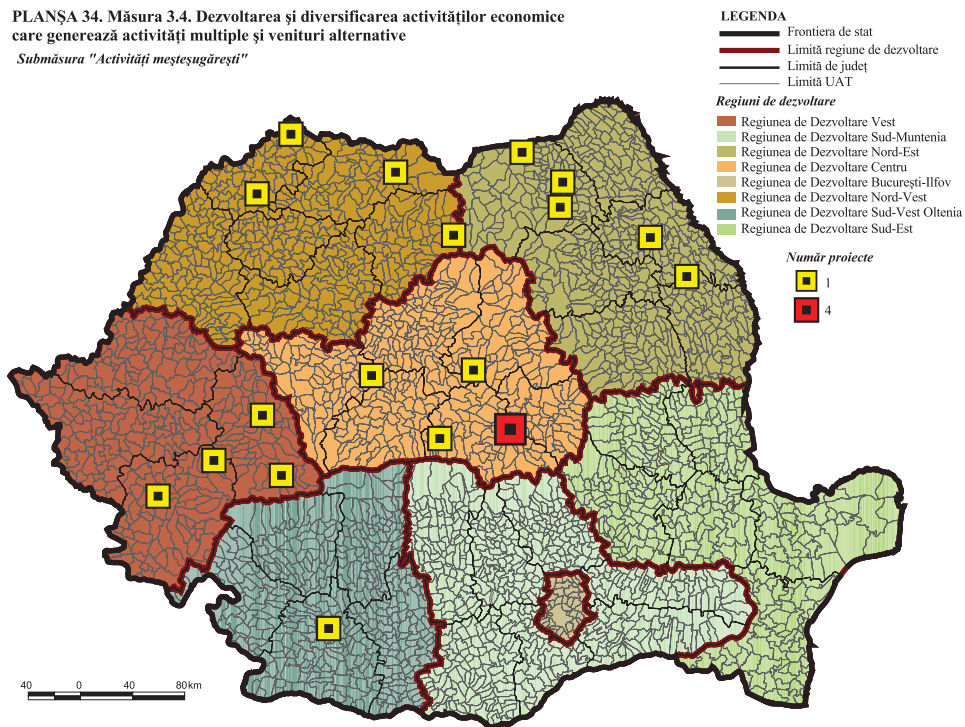 PLANȘA 34. Măsura 3.4. Dezvoltarea și diversificarea activităților economice
care generează activități multiple și venituri alternative
Submăsura "Activități meșteșugărești"
LEGENDA
Frontiera de stat
Limită regiune de dezvoltare
Limită de județ
Limită UAT
Regiuni de dezvoltare
Regiunea de Dezvoltare Vest
Regiunea de Dezvoltare Sud-Muntenia
Regiunea de Dezvoltare Nord-Est
Regiunea de Dezvoltare Centru
Regiunea de Dezvoltare București-Ilfov
Regiunea de Dezvoltare Nord-Vest
Regiunea de Dezvoltare Sud-Vest Oltenia
Regiunea de Dezvoltare Sud-Est
Număr proiecte
1
4
40 0 40 80 km